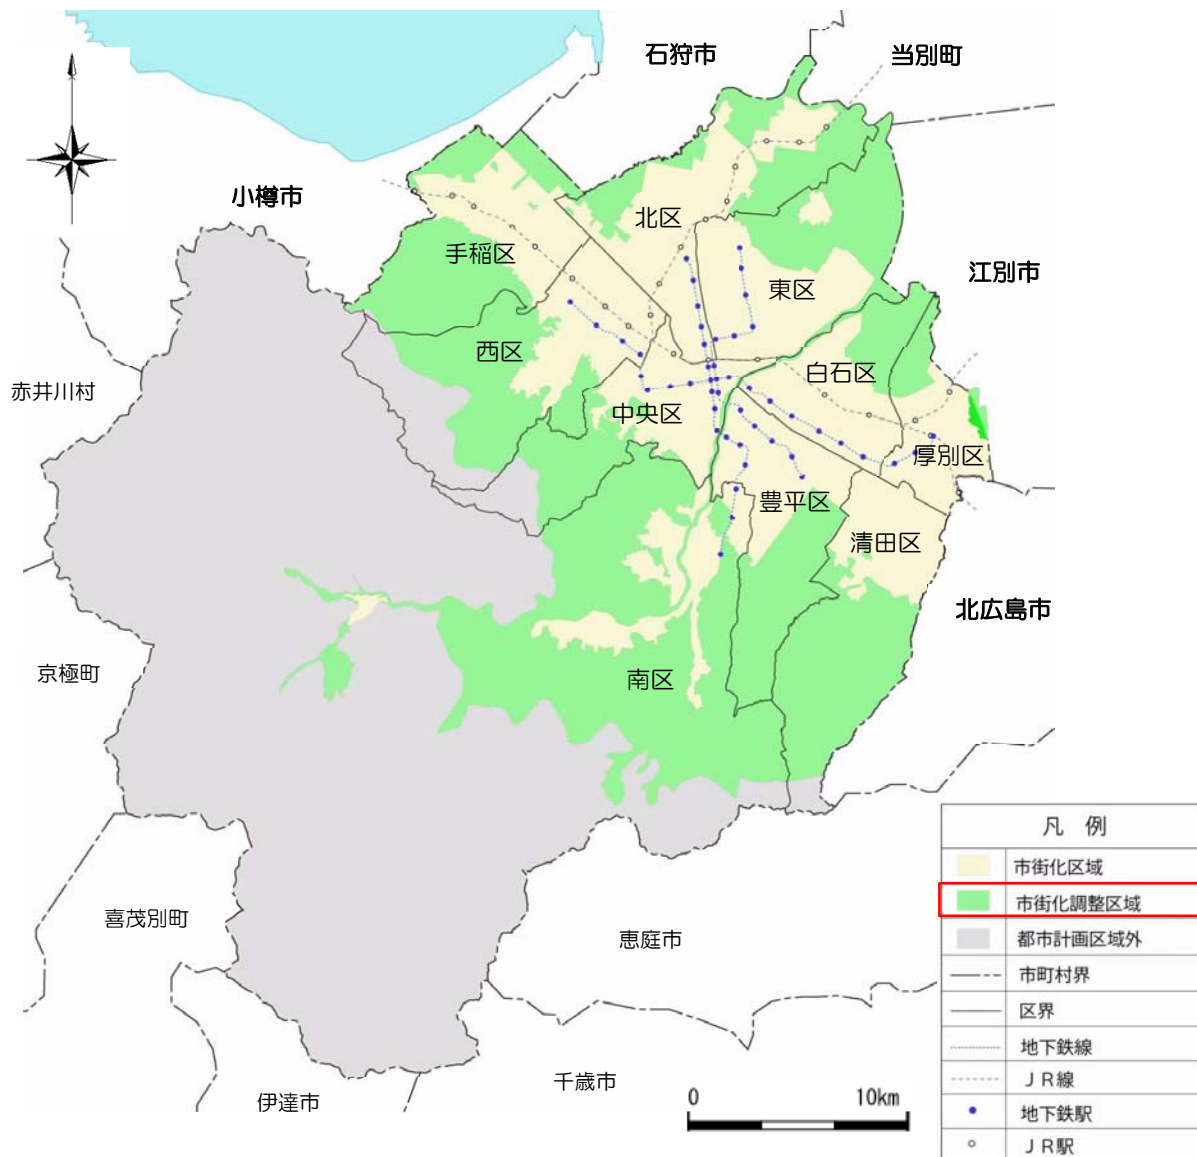 石狩市
当別町
小樽市
北区
手稲区
江別市
東区
西区
白石区
赤井川村
中央区
厚別区
豊平区
清田区
北広島市
京極町
南区
喜茂別町
恵庭市
千歳市
伊達市
0 10km
凡 例
市街化区域
市街化調整区域
都市計画区域外
市町村界
区界
地下鉄線
JR線
地下鉄駅
JR駅